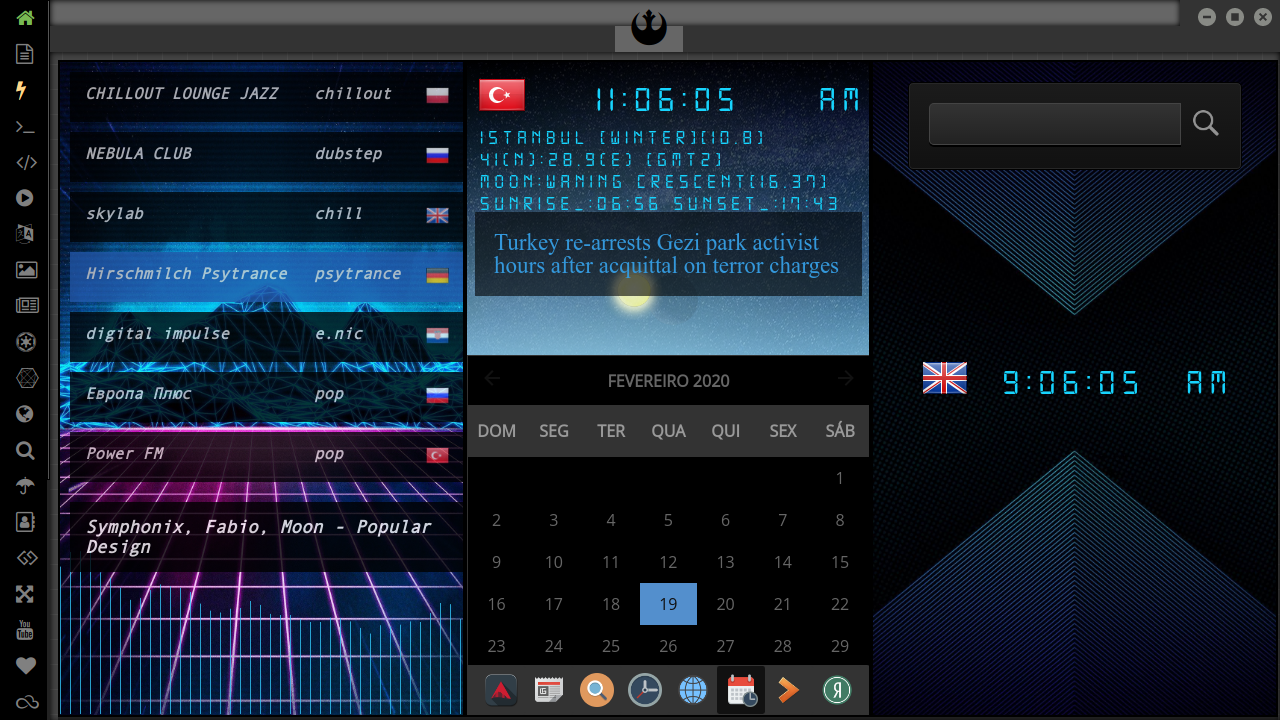 CHILLOUT LOUNGE JAZZ chillout
NEBULA CLUB dubstep
skylab chill
Hirschmilch Psytrance psytrance
digital impulse e.nic
Европа Плюс pop
Power FM pop
Symphonix, Fabio, Moon - Popular
Design
11:06:05 AM
ISTANBUL [WINTER][10.8]
41[N]:28.9[E] [GMT2]
MOON:WANING CRESCENT[16.37]
SUNRISE_:06:56 SUNSET_:17:43
Turkey re-arrests Gezi park activist
hours after acquittal on terror charges
FEVEREIRO 2020
DOM SEG TER QUA QUI SEX SÁB
1
2 3 4 5 6 7 8
9 10 11 12 13 14 15
16 17 18 19 20 21 22
23 24 25 26 27 28 29
Я
9:06:05 AM
You
Tube